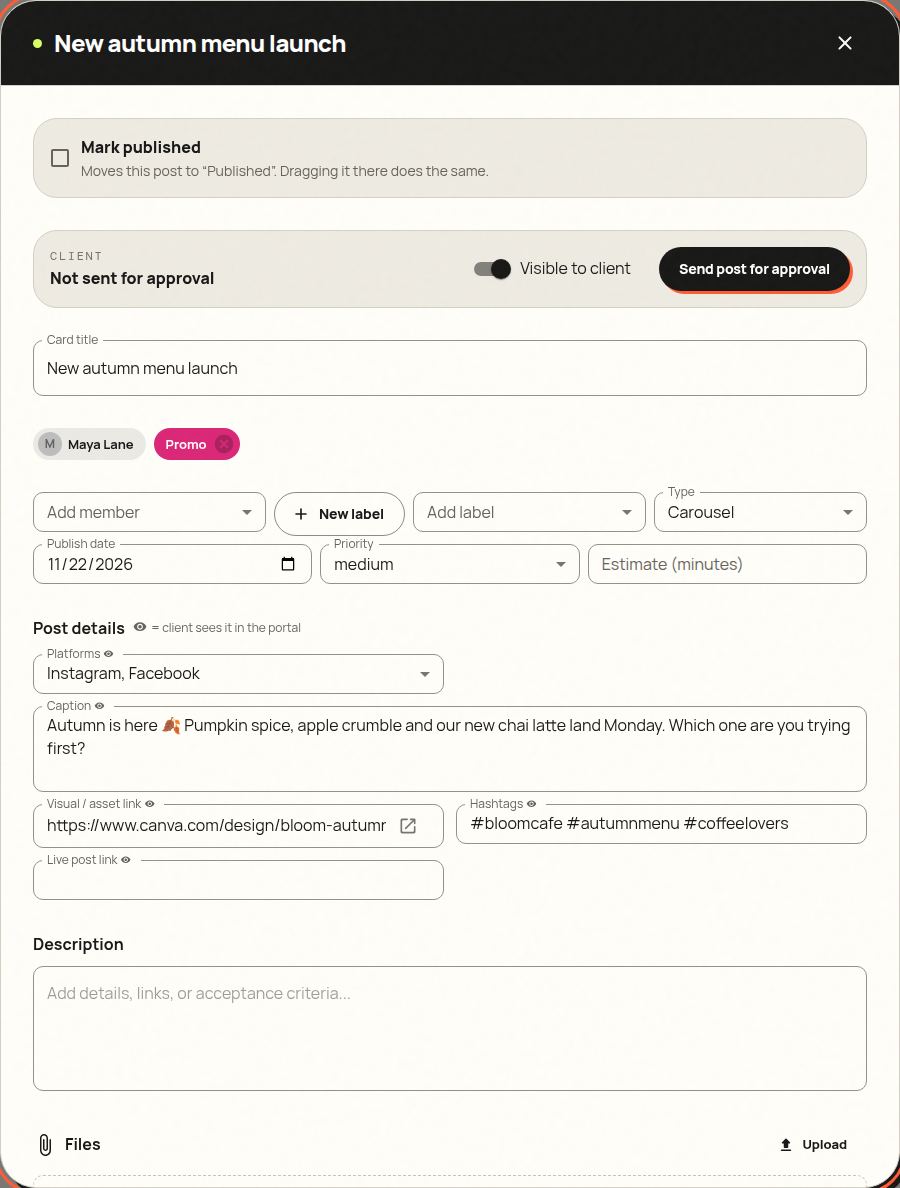 New autumn menu launch
Mark published
Moves this post to “Published”. Dragging it there does the same.
CLIENT
Not sent for approval
Visible to client
Send post for approval
Card title
New autumn menu launch
M Maya Lane
Promo
Add member
New label
Add label
Type
Carousel
Publish date
11/22/2026
Priority
medium
Estimate (minutes)
Post details = client sees it in the portal
Platforms
Instagram, Facebook
Caption
Autumn is here 🍂 Pumpkin spice, apple crumble and our new chai latte land Monday. Which one are you trying
first?
Visual / asset link
https://www.canva.com/design/bloom-autumr
Hashtags
#bloomcafe #autumnmenu #coffeelovers
Live post link
Description
Add details, links, or acceptance criteria...
Files
Upload